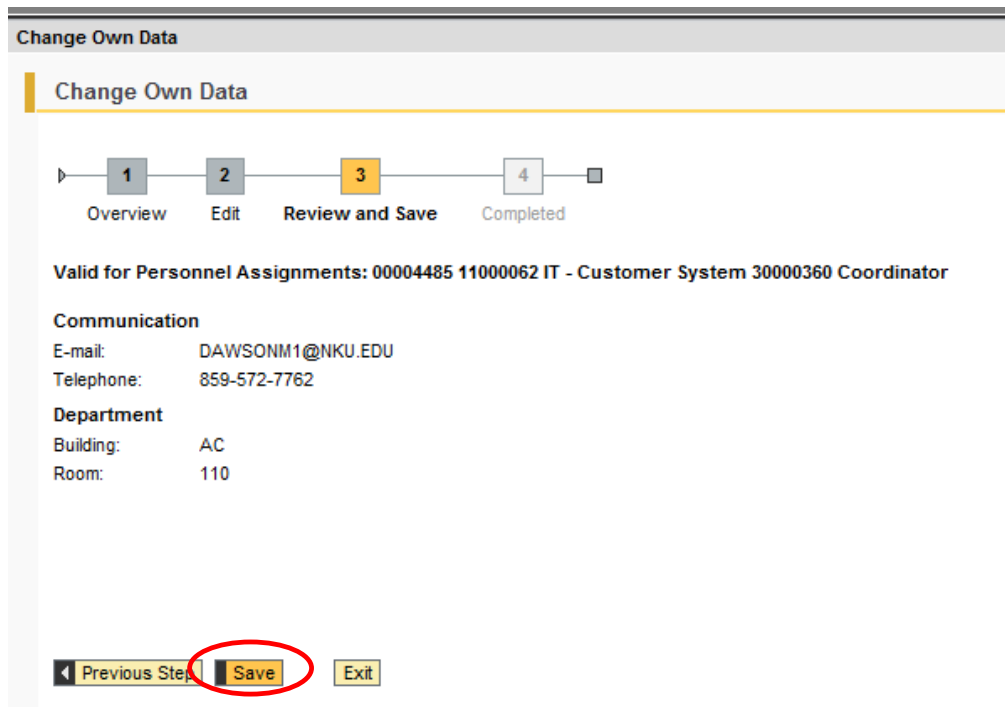 Change Own Data
Change Own Data
1 2 3 4
Overview Edit Review and Save Completed
Valid for Personnel Assignments: 00004485 11000062 IT - Customer System 30000360 Coordinator
Communication
E-mail: DAWSONM1@NKU.EDU
Telephone: 859-572-7762
Department
Building: AC
Room: 110
Previous Step Save Exit